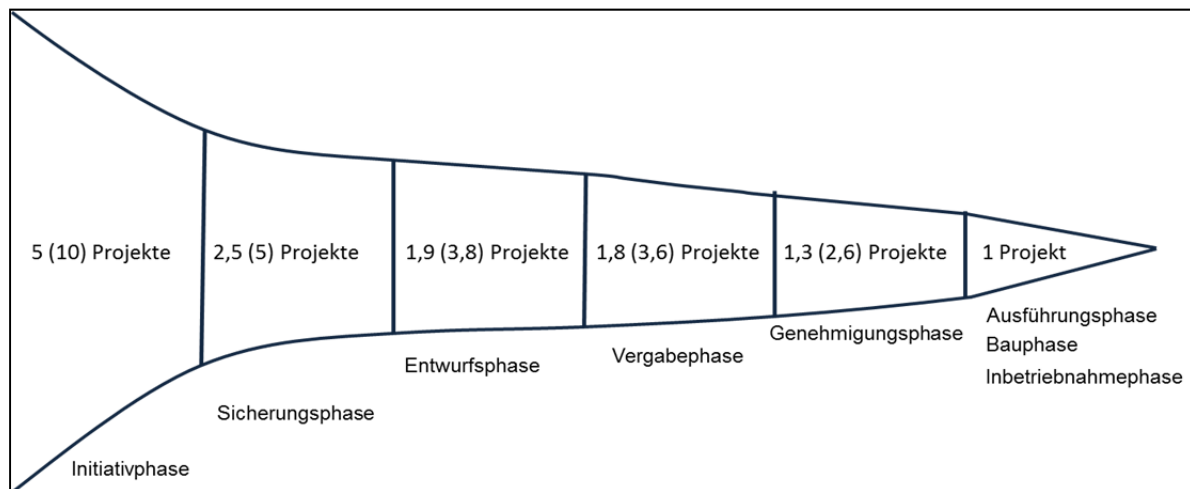 5 (10) Projekte
2,5 (5) Projekte
1,9 (3,8) Projekte
1,8 (3,6) Projekte
1,3 (2,6) Projekte
1 Projekt
Initiativphase
Sicherungsphase
Entwurfsphase
Vergabephase
Genehmigungsphase
Ausführungsphase
Bauphase
Inbetriebnahmephase